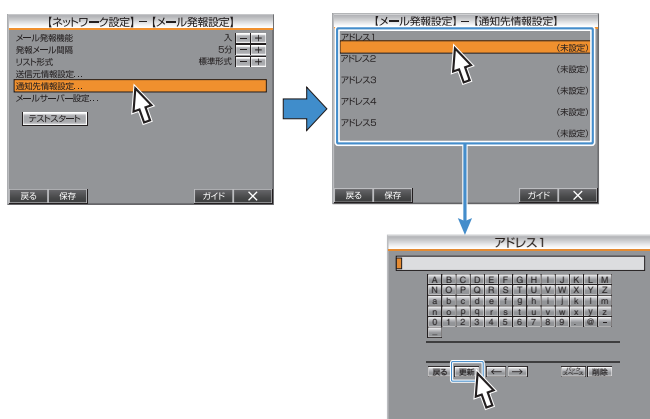 【ネットワーク設定】－【メール発報設定】
メール発報機能 入 － ＋
発報メール間隔 5分 － ＋
リスト形式 標準形式 － ＋
送信元情報設定...
通知先情報設定...
メールサーバー設定...
テストスタート
戻る 保存 ガイド ×
【メール発報設定】－【通知先情報設定】
アドレス1
(未設定)
アドレス2
(未設定)
アドレス3
(未設定)
アドレス4
(未設定)
アドレス5
(未設定)
戻る 保存 ガイド ×
アドレス1
A B C D E F G H I J K L M
N O P Q R S T U V W X Y Z
a b c d e f g h i j k l m
n o p q r s t u v w x y z
0 1 2 3 4 5 6 7 8 9 . @ -
_
戻る 更新 ← → バックスペース 削除